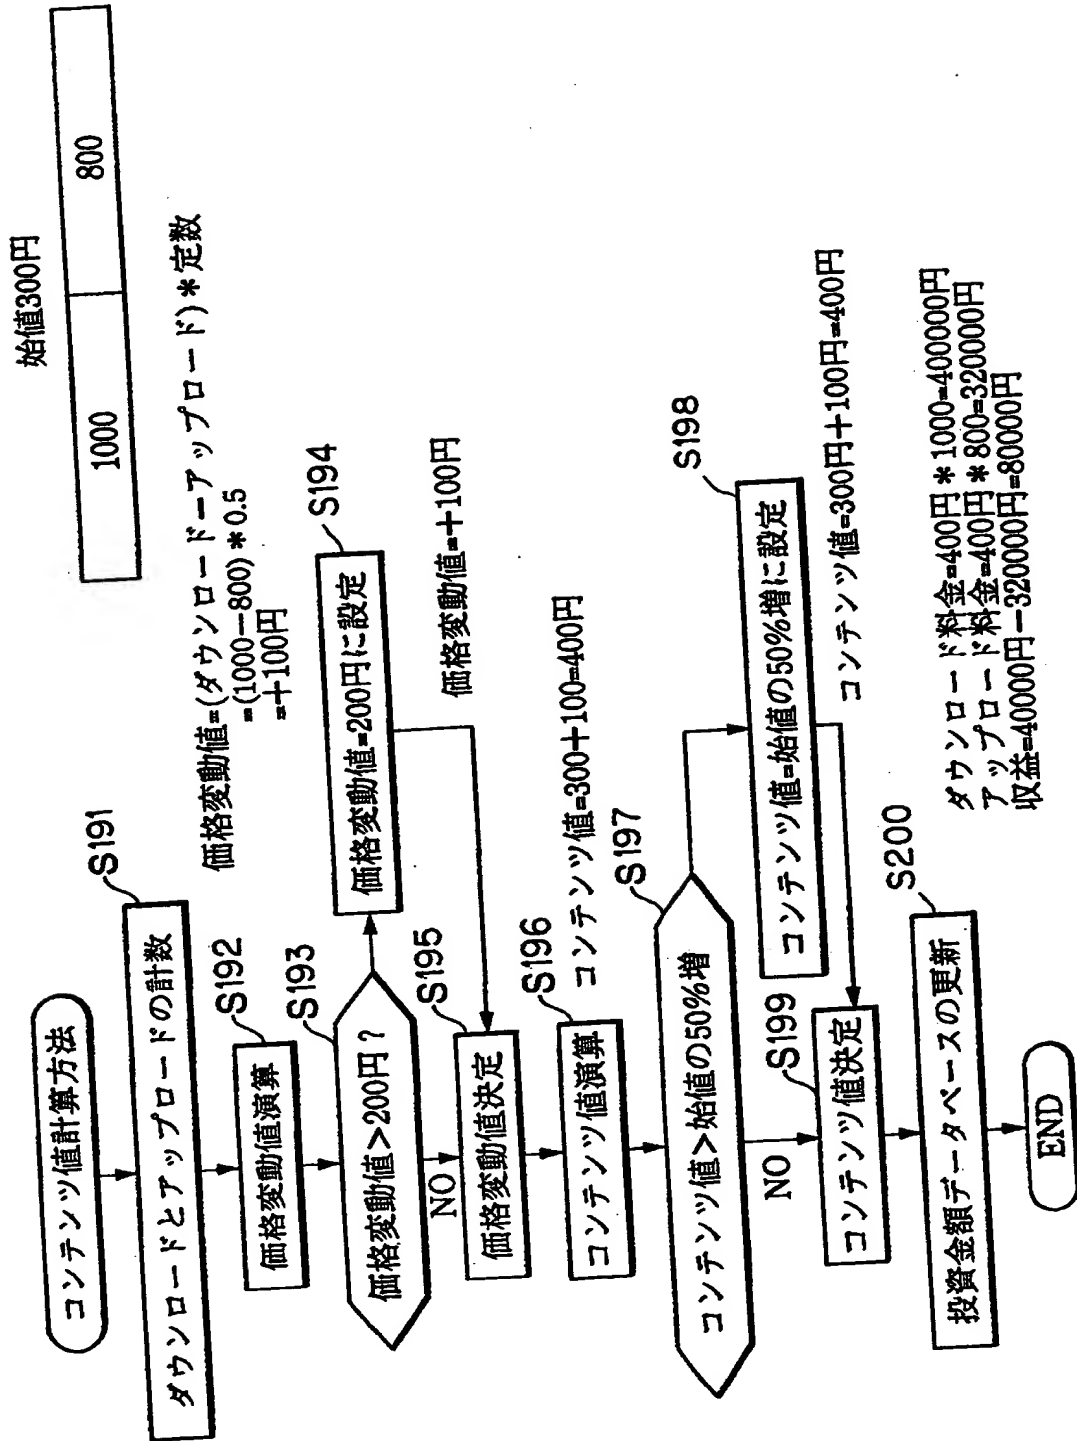 始値300円
1000
800
コンテンツ値計算方法
ダウンロードとアップロードの計数
S191
価格変動値=(ダウンロードーアップロード)*定数
=(1000−800)*0.5
=+100円
価格変動値演算
S192
価格変動値>200円?
S193
価格変動値=200円に設定
S194
NO
価格変動値決定
S195
価格変動値=+100円
コンテンツ値演算
S196
コンテンツ値=300+100=400円
コンテンツ値>始値の50%増
S197
コンテンツ値=始値の50%増に設定
S198
NO
コンテンツ値決定
S199
コンテンツ値=300円+100円=400円
投資金額データベースの更新
S200
ダウンロード料金=400円*1000=400000円
アップロード料金=400円*800=320000円
収益=400000円−320000円=80000円
END